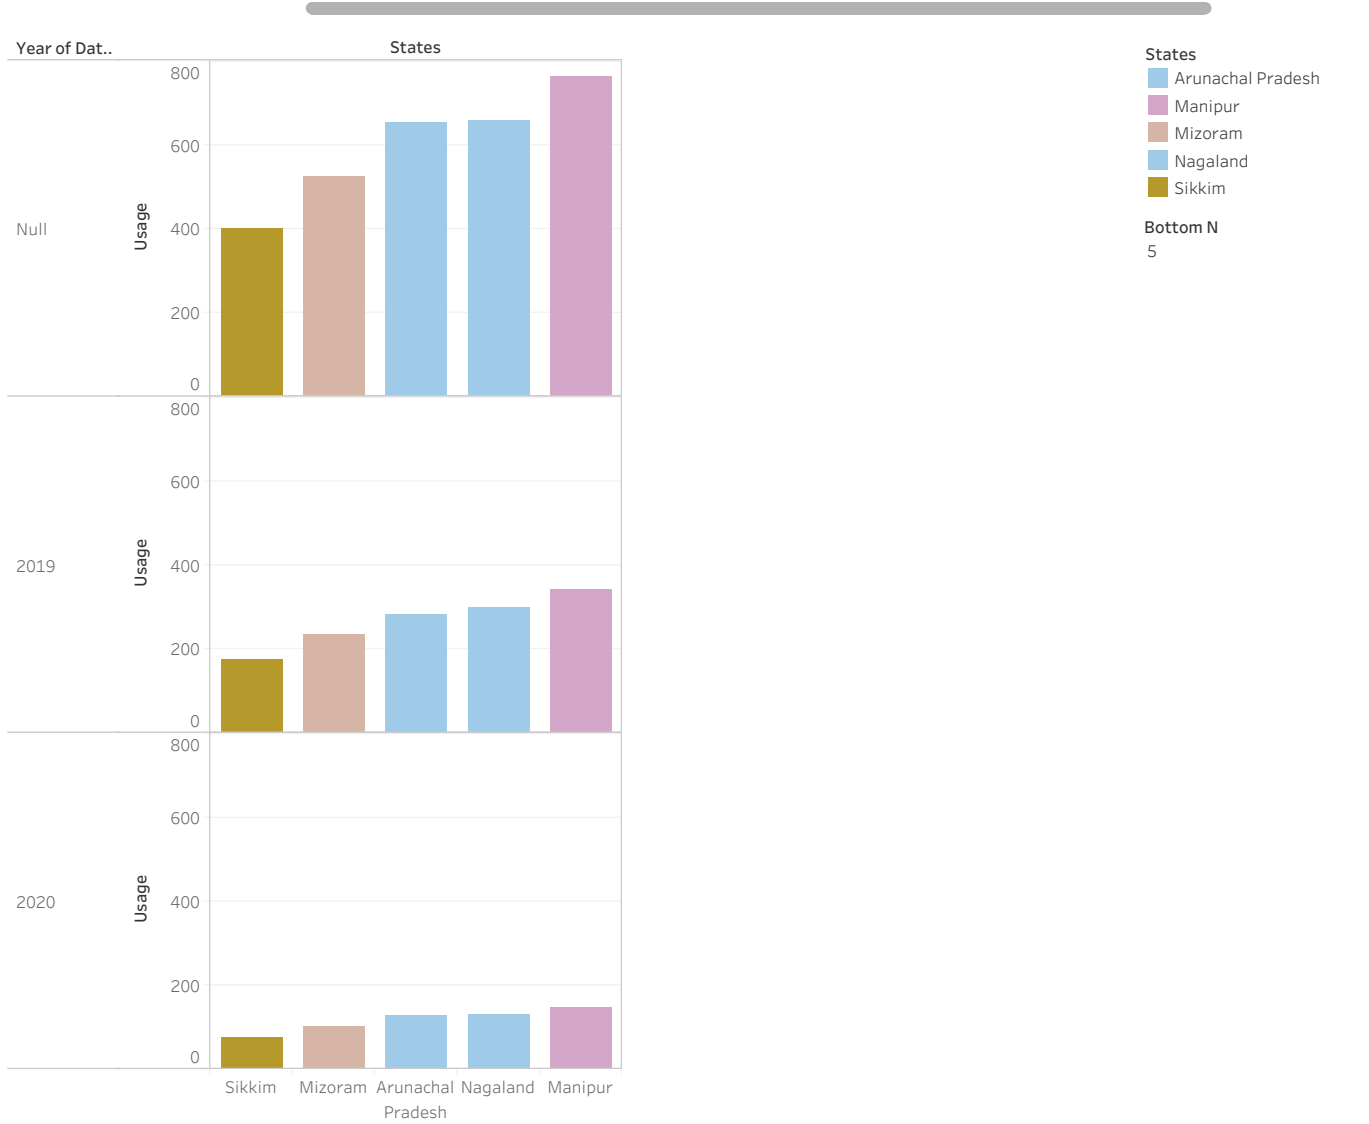 Year of Dat..
States
800
600
400
200
0
Usage
Null
800
600
400
200
0
Usage
2019
800
600
400
200
0
Usage
2020
Sikkim Mizoram Arunachal Nagaland Manipur
Pradesh
States
Arunachal Pradesh
Manipur
Mizoram
Nagaland
Sikkim
Bottom N
5